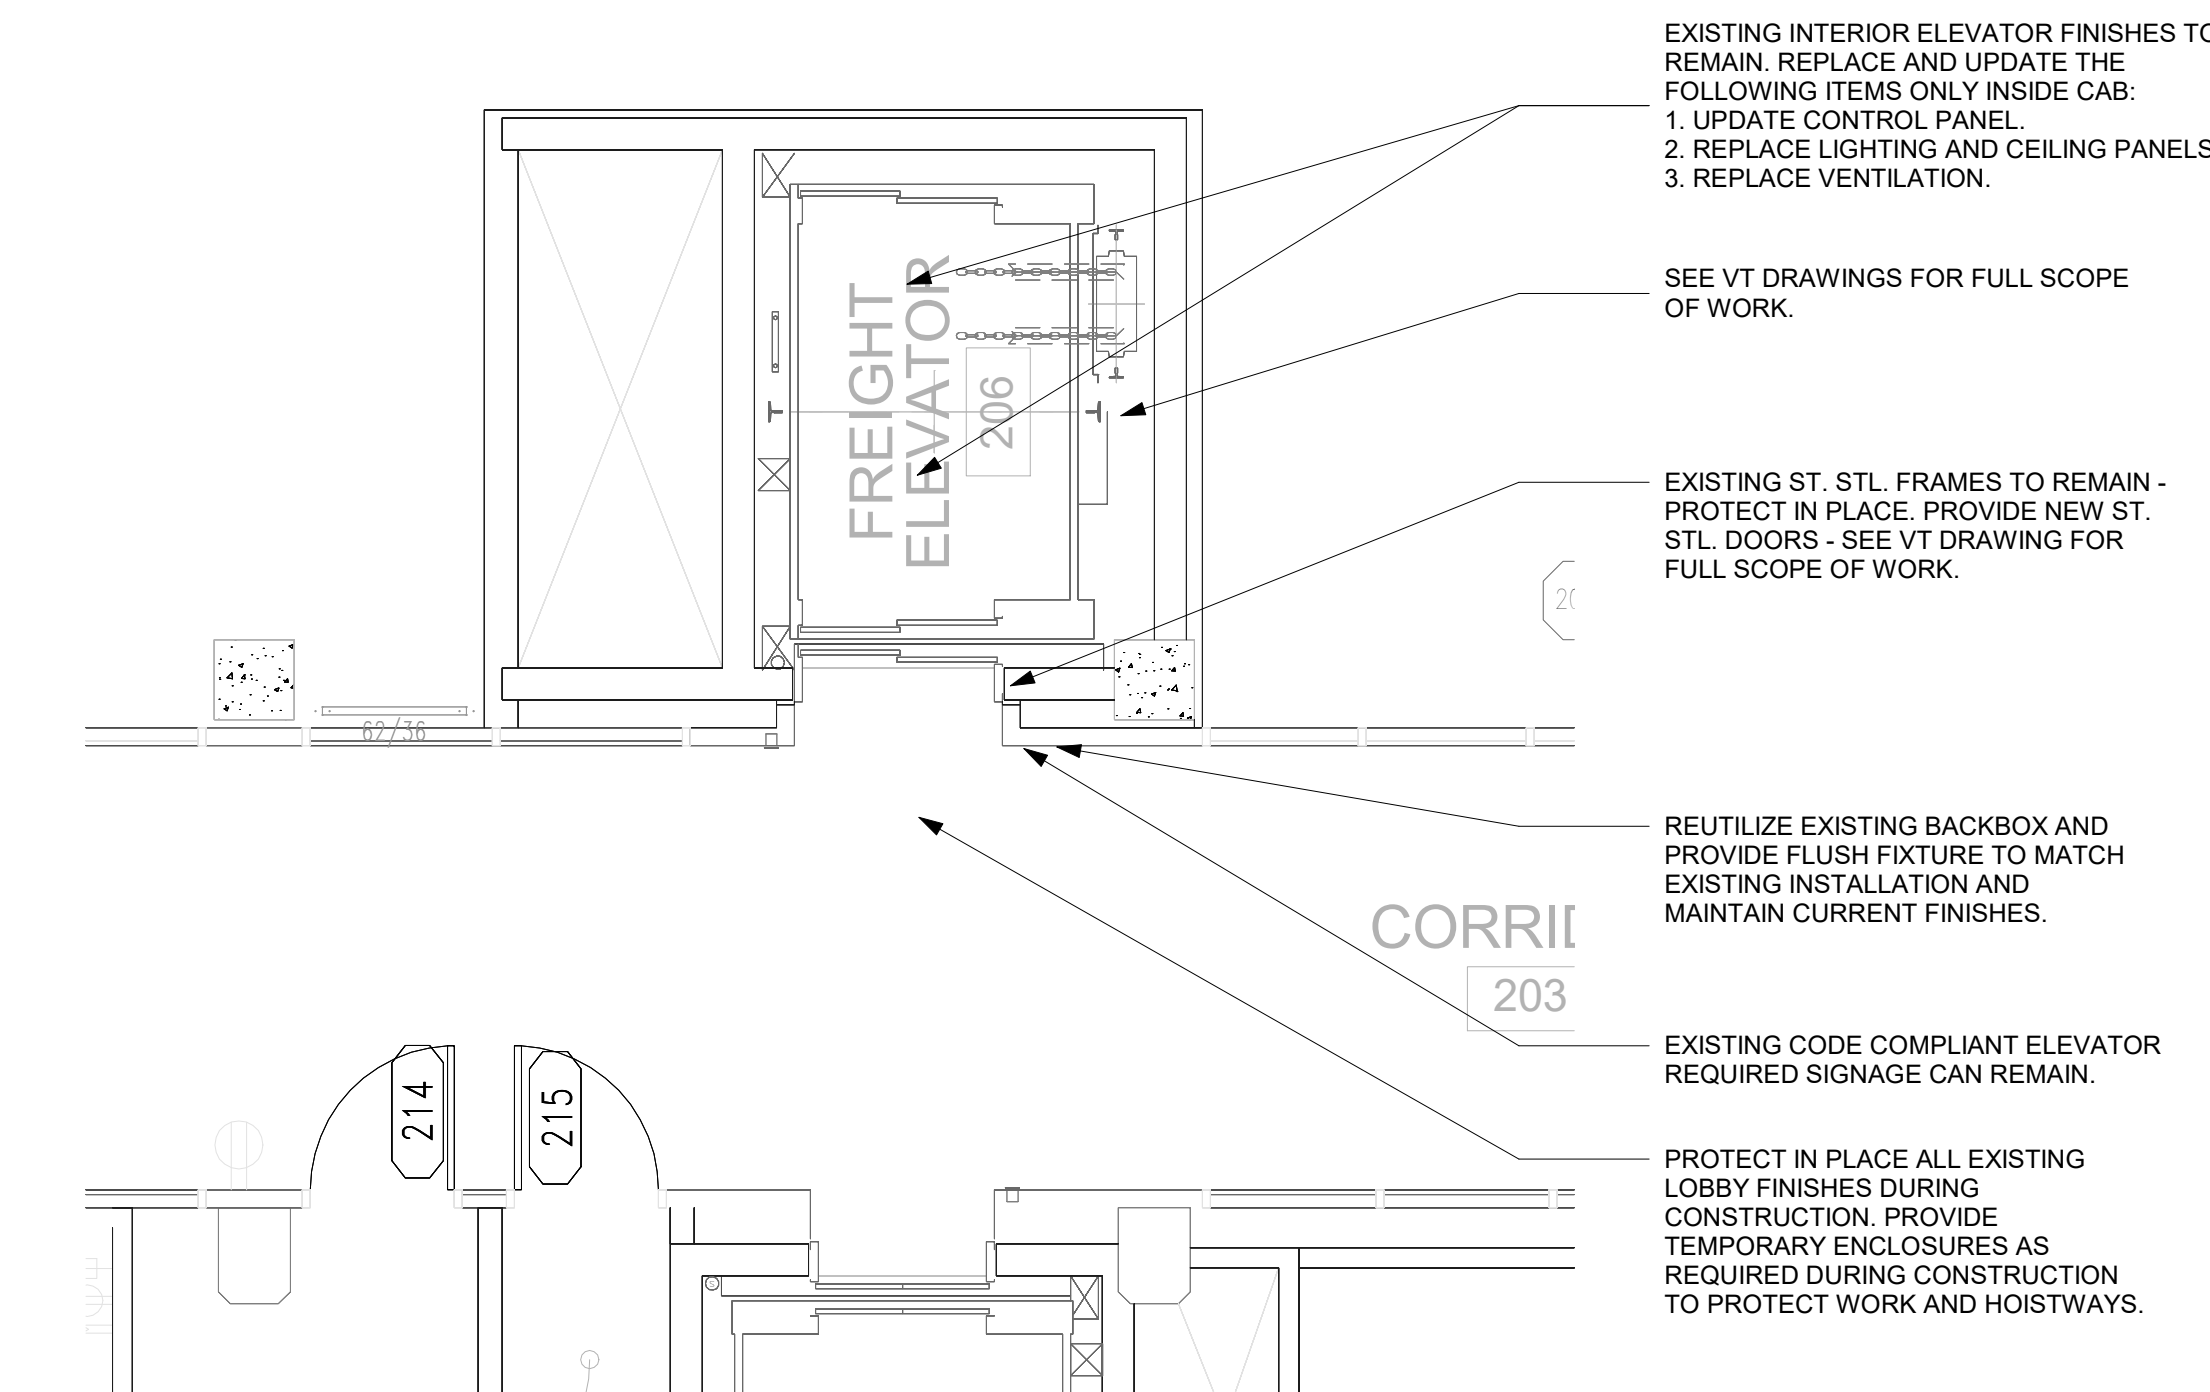 EXISTING INTERIOR ELEVATOR FINISHES TO
REMAIN. REPLACE AND UPDATE THE
FOLLOWING ITEMS ONLY INSIDE CAB:
1. UPDATE CONTROL PANEL.
2. REPLACE LIGHTING AND CEILING PANELS
3. REPLACE VENTILATION.
SEE VT DRAWINGS FOR FULL SCOPE
OF WORK.
FREIGHT
ELEVATOR
206
EXISTING ST. STL. FRAMES TO REMAIN -
PROTECT IN PLACE. PROVIDE NEW ST.
STL. DOORS - SEE VT DRAWING FOR
FULL SCOPE OF WORK.
20
62/36
REUTILIZE EXISTING BACKBOX AND
PROVIDE FLUSH FIXTURE TO MATCH
EXISTING INSTALLATION AND
MAINTAIN CURRENT FINISHES.
CORRID
203
EXISTING CODE COMPLIANT ELEVATOR
REQUIRED SIGNAGE CAN REMAIN.
214
215
PROTECT IN PLACE ALL EXISTING
LOBBY FINISHES DURING
CONSTRUCTION. PROVIDE
TEMPORARY ENCLOSURES AS
REQUIRED DURING CONSTRUCTION
TO PROTECT WORK AND HOISTWAYS.
S